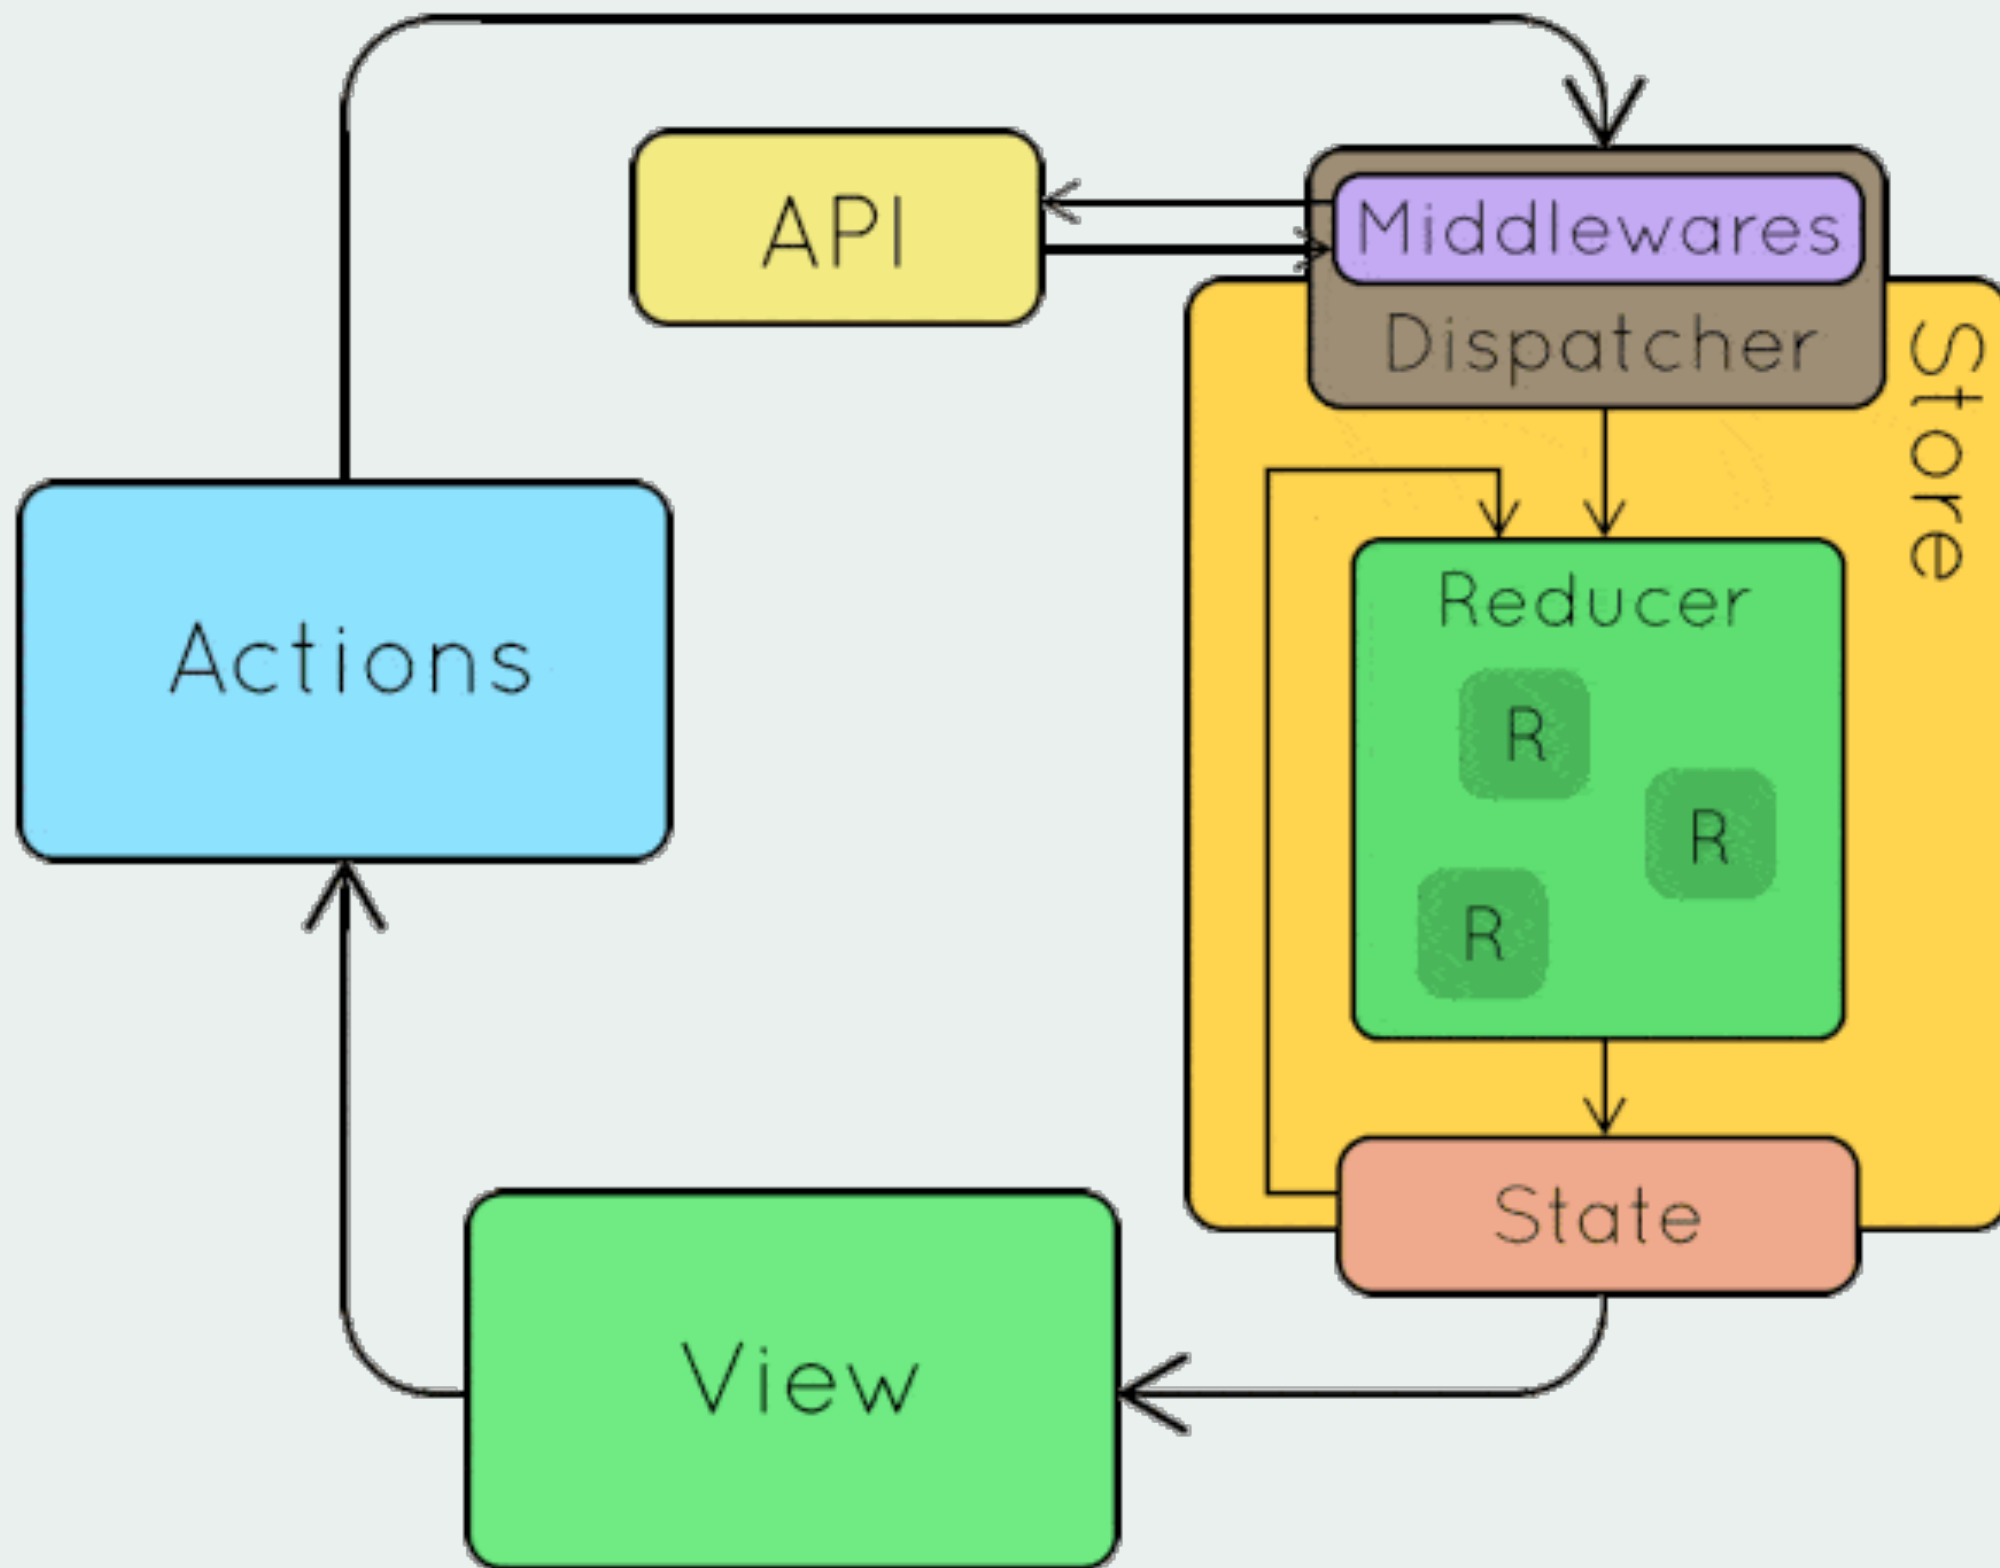 API
Middlewares
Dispatcher
Store
Actions
Reducer
R
R
R
State
View